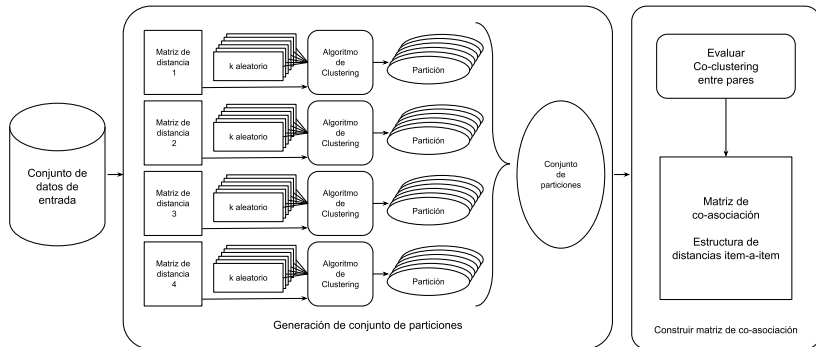 Conjunto de
datos de
entrada
Matriz de
distancia
1
k aleatorio
Algoritmo
de
Clustering
Partición
Matriz de
distancia
2
k aleatorio
Algoritmo
de
Clustering
Partición
Matriz de
distancia
3
k aleatorio
Algoritmo
de
Clustering
Partición
Matriz de
distancia
4
k aleatorio
Algoritmo
de
Clustering
Partición
Conjunto
de
particiones
Generación de conjunto de particiones
Evaluar
Co-clustering
entre pares
Matriz de
co-asociación
Estructura de
distancias item-a-item
Construir matriz de co-asociación